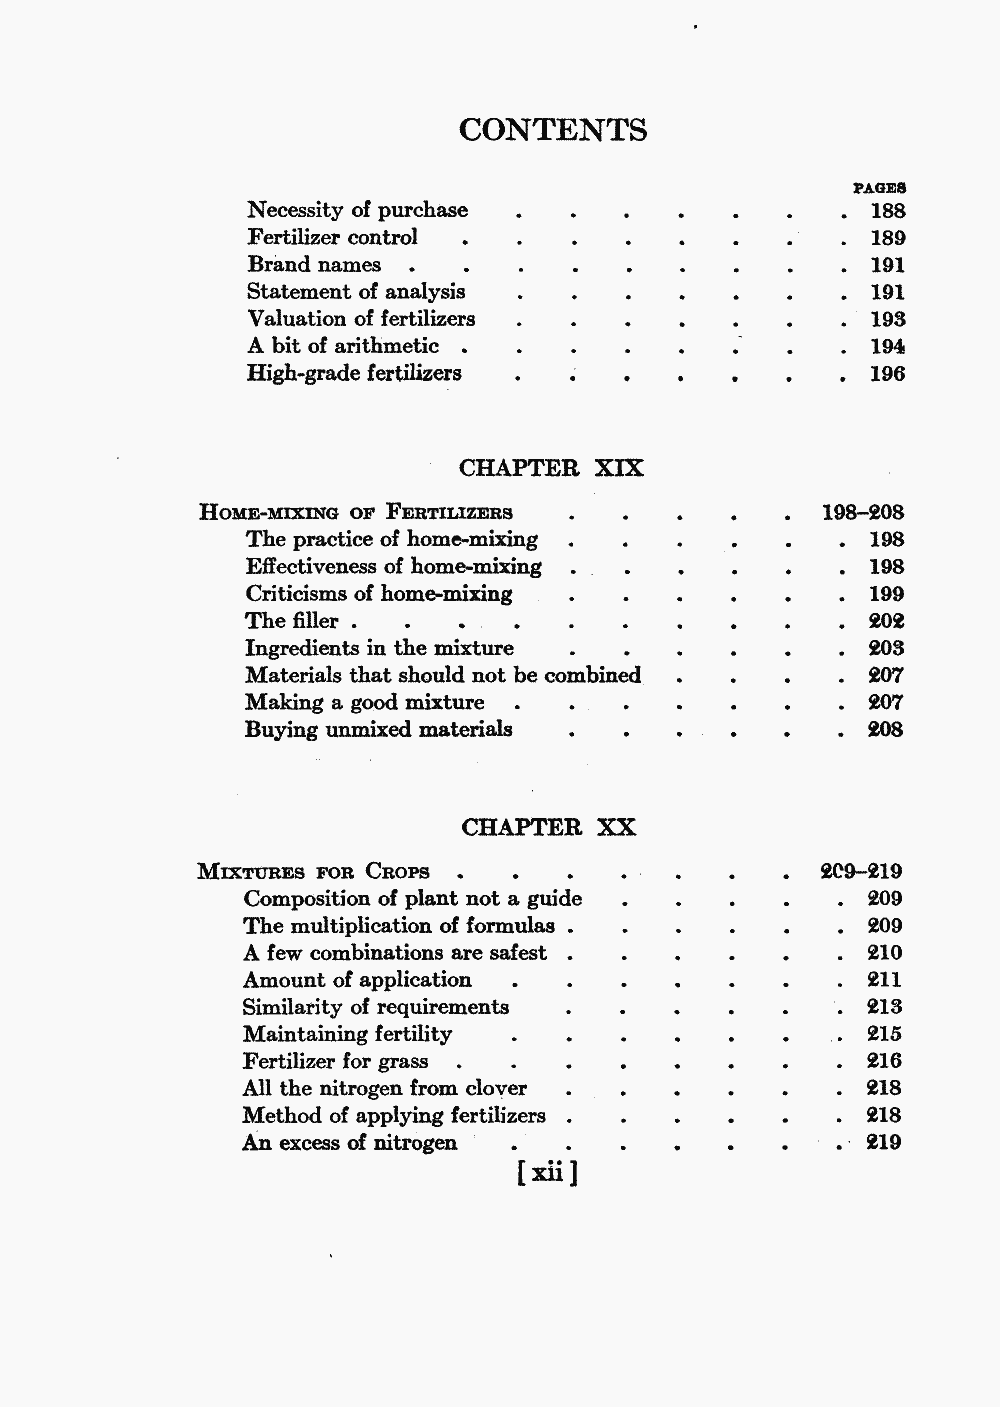 CONTENTS
PAGES
Necessity of purchase . . . . . . . 188
Fertilizer control . . . . . . . . 189
Brand names . . . . . . . . . 191
Statement of analysis . . . . . . . 191
Valuation of fertilizers . . . . . . . 193
A bit of arithmetic . . . . . . . . 194
High-grade fertilizers . . . . . . . 196
CHAPTER XIX
HOME-MIXING OF FERTILIZERS . . . . . 198–208
The practice of home-mixing . . . . . . 198
Effectiveness of home-mixing . . . . . . 198
Criticisms of home-mixing . . . . . . 199
The filler . . . . . . . . . . 202
Ingredients in the mixture . . . . . . 203
Materials that should not be combined . . . . 207
Making a good mixture . . . . . . . 207
Buying unmixed materials . . . . . . 208
CHAPTER XX
MIXTURES FOR CROPS . . . . . . . 209–219
Composition of plant not a guide . . . . . 209
The multiplication of formulas . . . . . . 209
A few combinations are safest . . . . . . 210
Amount of application . . . . . . . 211
Similarity of requirements . . . . . . 213
Maintaining fertility . . . . . . . 215
Fertilizer for grass . . . . . . . . 216
All the nitrogen from clover . . . . . . 218
Method of applying fertilizers . . . . . . 218
An excess of nitrogen . . . . . . . 219
[ xii ]